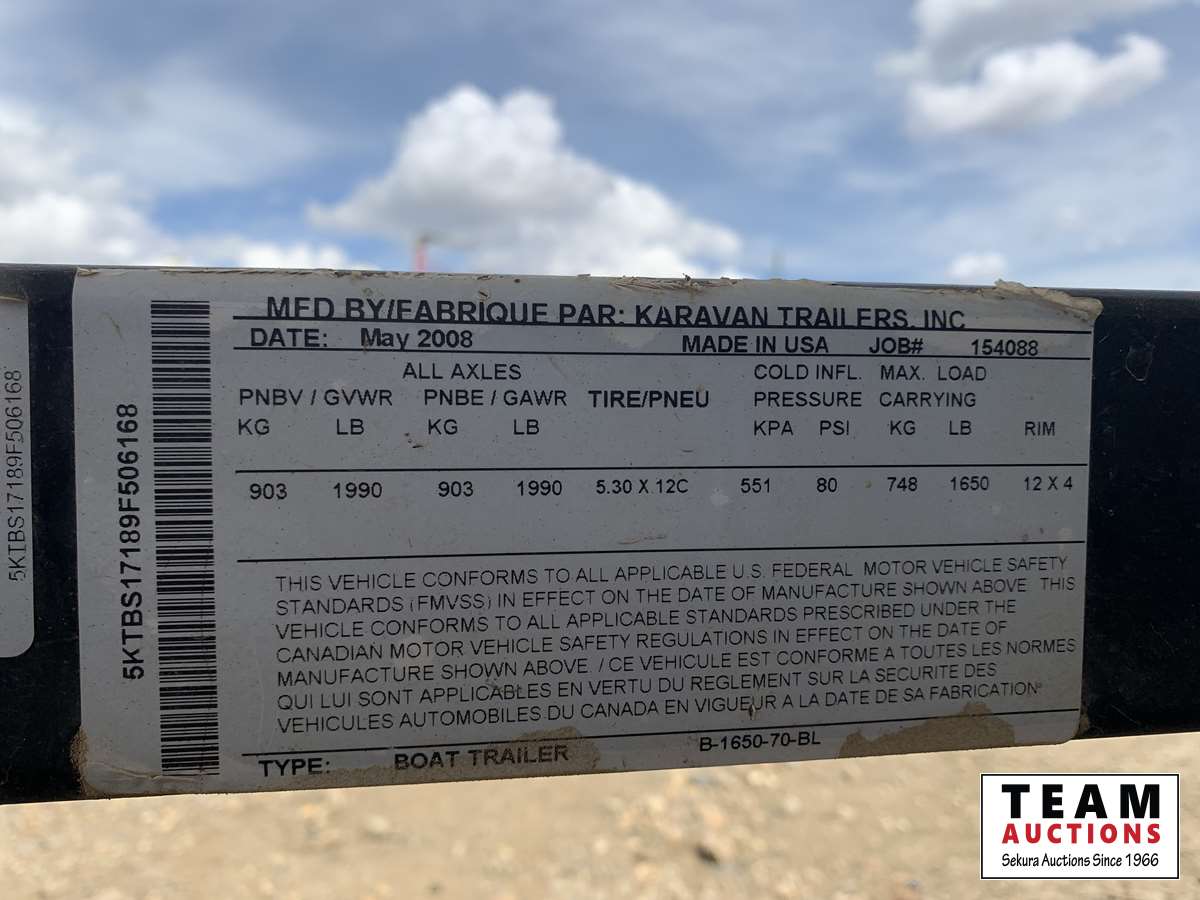 5KTBS17189F506168
5KTBS17189F506168
MFD BY/FABRIQUE PAR: KARAVAN TRAILERS, INC
DATE: May 2008 MADE IN USA JOB# 154088
ALL AXLES COLD INFL. MAX. LOAD
PNBV / GVWR PNBE / GAWR TIRE/PNEU PRESSURE CARRYING
KG LB KG LB KPA PSI KG LB RIM
903 1990 903 1990 5.30 X 12C 551 80 748 1650 12 X 4
THIS VEHICLE CONFORMS TO ALL APPLICABLE U.S. FEDERAL MOTOR VEHICLE SAFETY
STANDARDS (FMVSS) IN EFFECT ON THE DATE OF MANUFACTURE SHOWN ABOVE THIS
VEHICLE CONFORMS TO ALL APPLICABLE STANDARDS PRESCRIBED UNDER THE
CANADIAN MOTOR VEHICLE SAFETY REGULATIONS IN EFFECT ON THE DATE OF
MANUFACTURE SHOWN ABOVE. / CE VEHICULE EST CONFORME A TOUTES LES NORMES
QUI LUI SONT APPLICABLES EN VERTU DU REGLEMENT SUR LA SECURITE DES
VEHICULES AUTOMOBILES DU CANADA EN VIGUEUR A LA DATE DE SA FABRICATION
TYPE: BOAT TRAILER B-1650-70-BL
TEAM
AUCTIONS
Sekura Auctions Since 1966